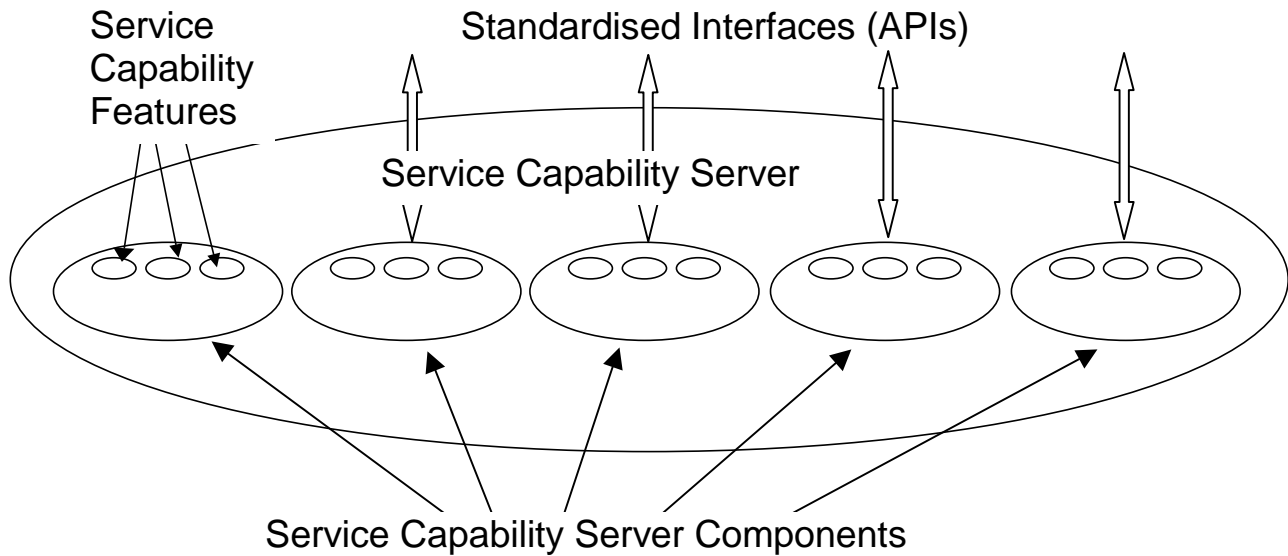 Service
Capability
Features
Standardised Interfaces (APIs)
Service Capability Server
Service Capability Server Components